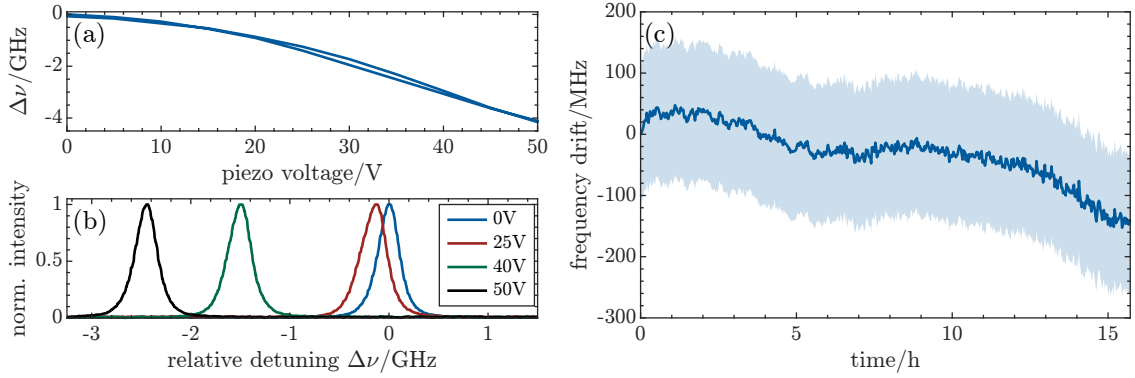 (a)
Δν/GHz
0
-2
-4
0 10 20 30 40 50
piezo voltage/V
(b)
norm. intensity
1
0.5
0
0V
25V
40V
50V
-3 -2 -1 0 1
relative detuning Δν/GHz
(c)
frequency drift/MHz
200
100
0
-100
-200
-300
0 5 10 15
time/h